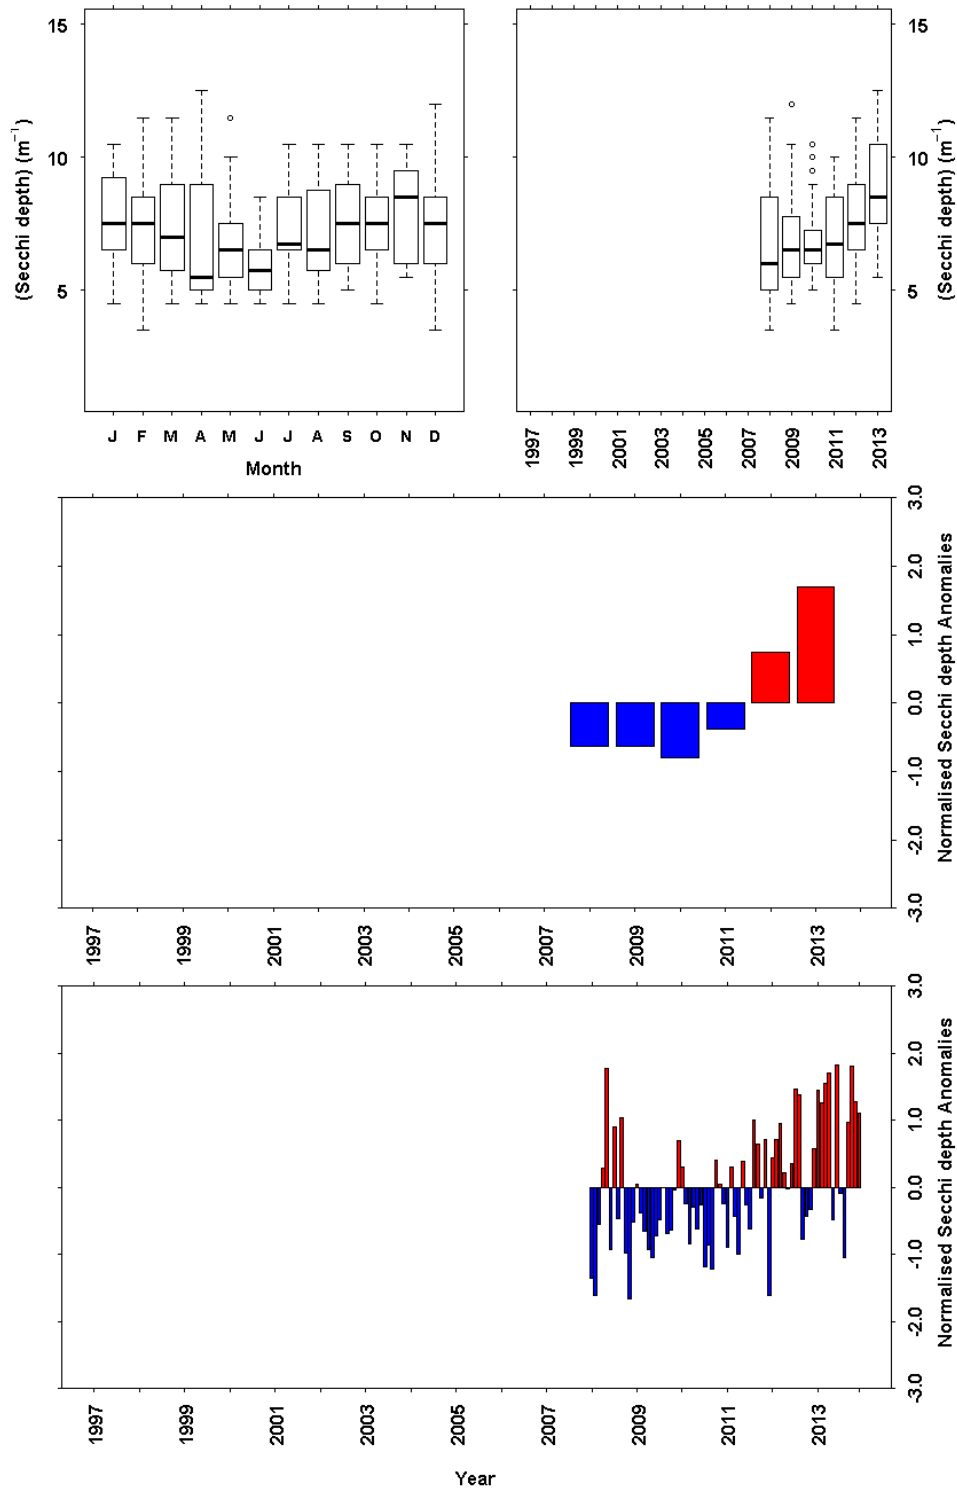 15
10
5
(Secchi depth) (m⁻¹)
J F M A M J J A S O N D
Month
15
10
5
(Secchi depth) (m⁻¹)
1997 1999 2001 2003 2005 2007 2009 2011 2013
3.0
2.0
1.0
0.0
-1.0
-2.0
-3.0
Normalised Secchi depth Anomalies
1997 1999 2001 2003 2005 2007 2009 2011 2013
3.0
2.0
1.0
0.0
-1.0
-2.0
-3.0
Normalised Secchi depth Anomalies
1997 1999 2001 2003 2005 2007 2009 2011 2013
Year